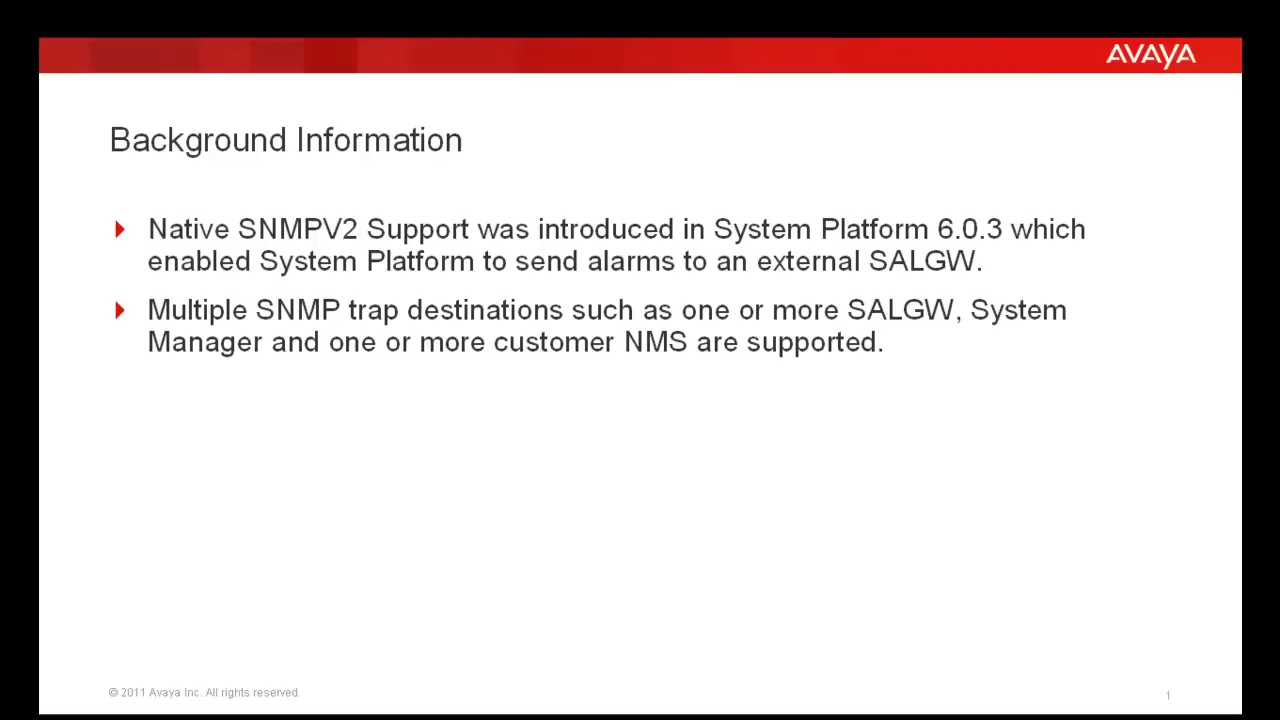 AVAYA
Background Information
Native SNMPV2 Support was introduced in System Platform 6.0.3 which
enabled System Platform to send alarms to an external SALGW.
Multiple SNMP trap destinations such as one or more SALGW, System
Manager and one or more customer NMS are supported.
© 2011 Avaya Inc. All rights reserved.
1